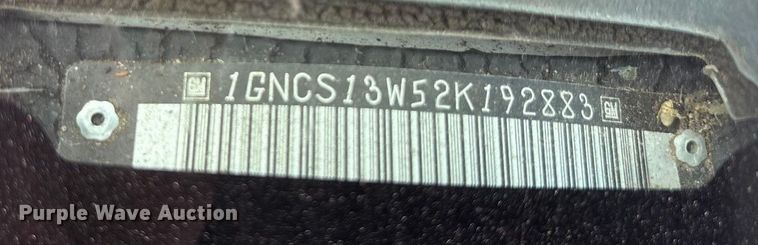 GM 1GNCS13W52K192883 GM
Purple Wave Auction